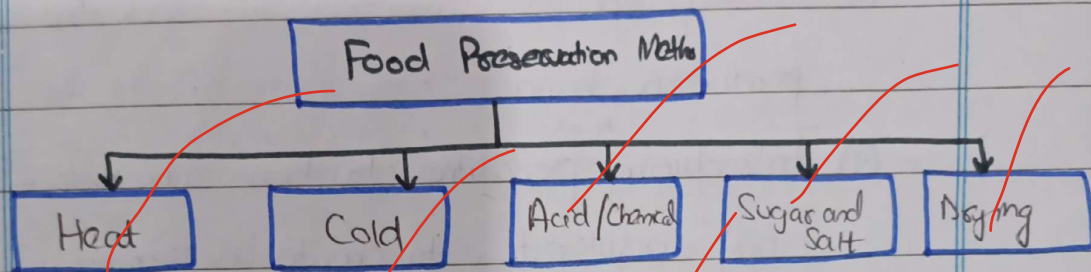 Food Preservation Metho
Heat
Cold
Acid/Chemical
Sugar and
Salt
Drying